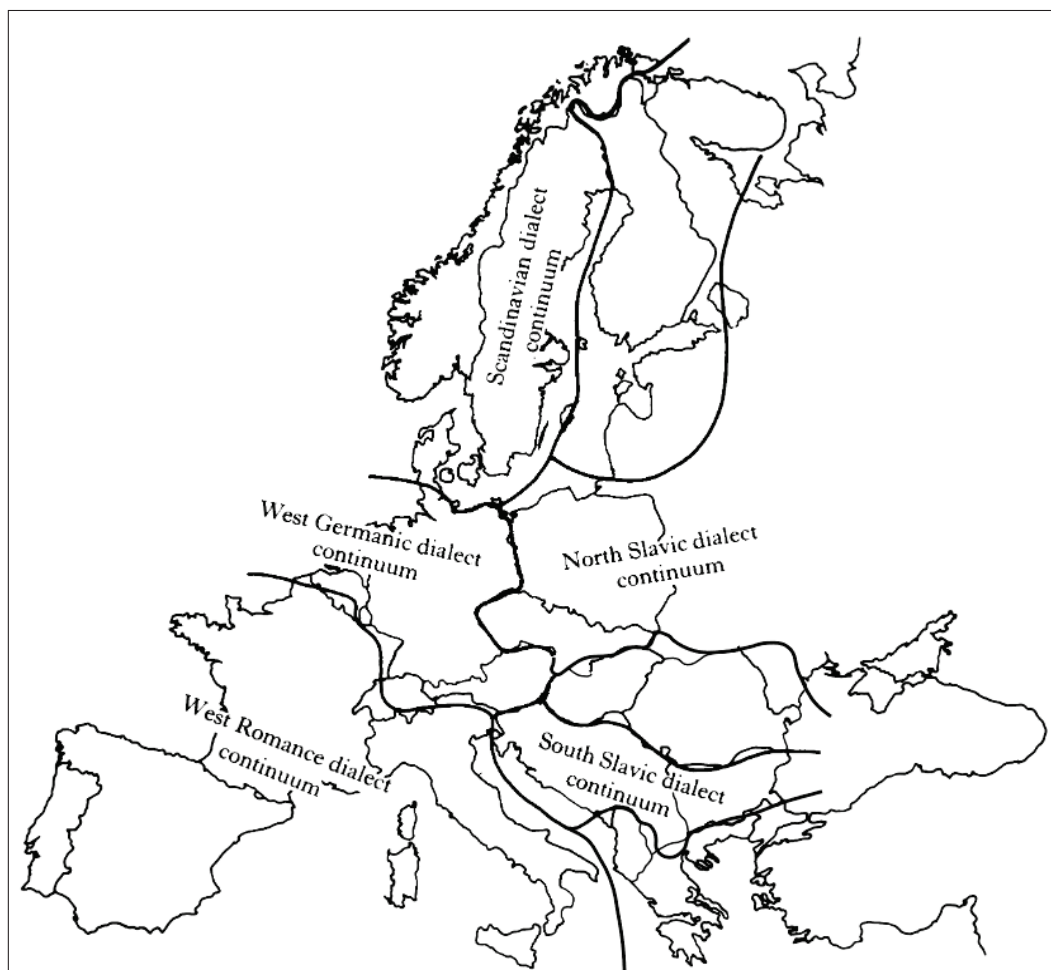 Scandinavian dialect
continuum
West Germanic dialect
continuum
North Slavic dialect
continuum
West Romance dialect
continuum
South Slavic dialect
continuum